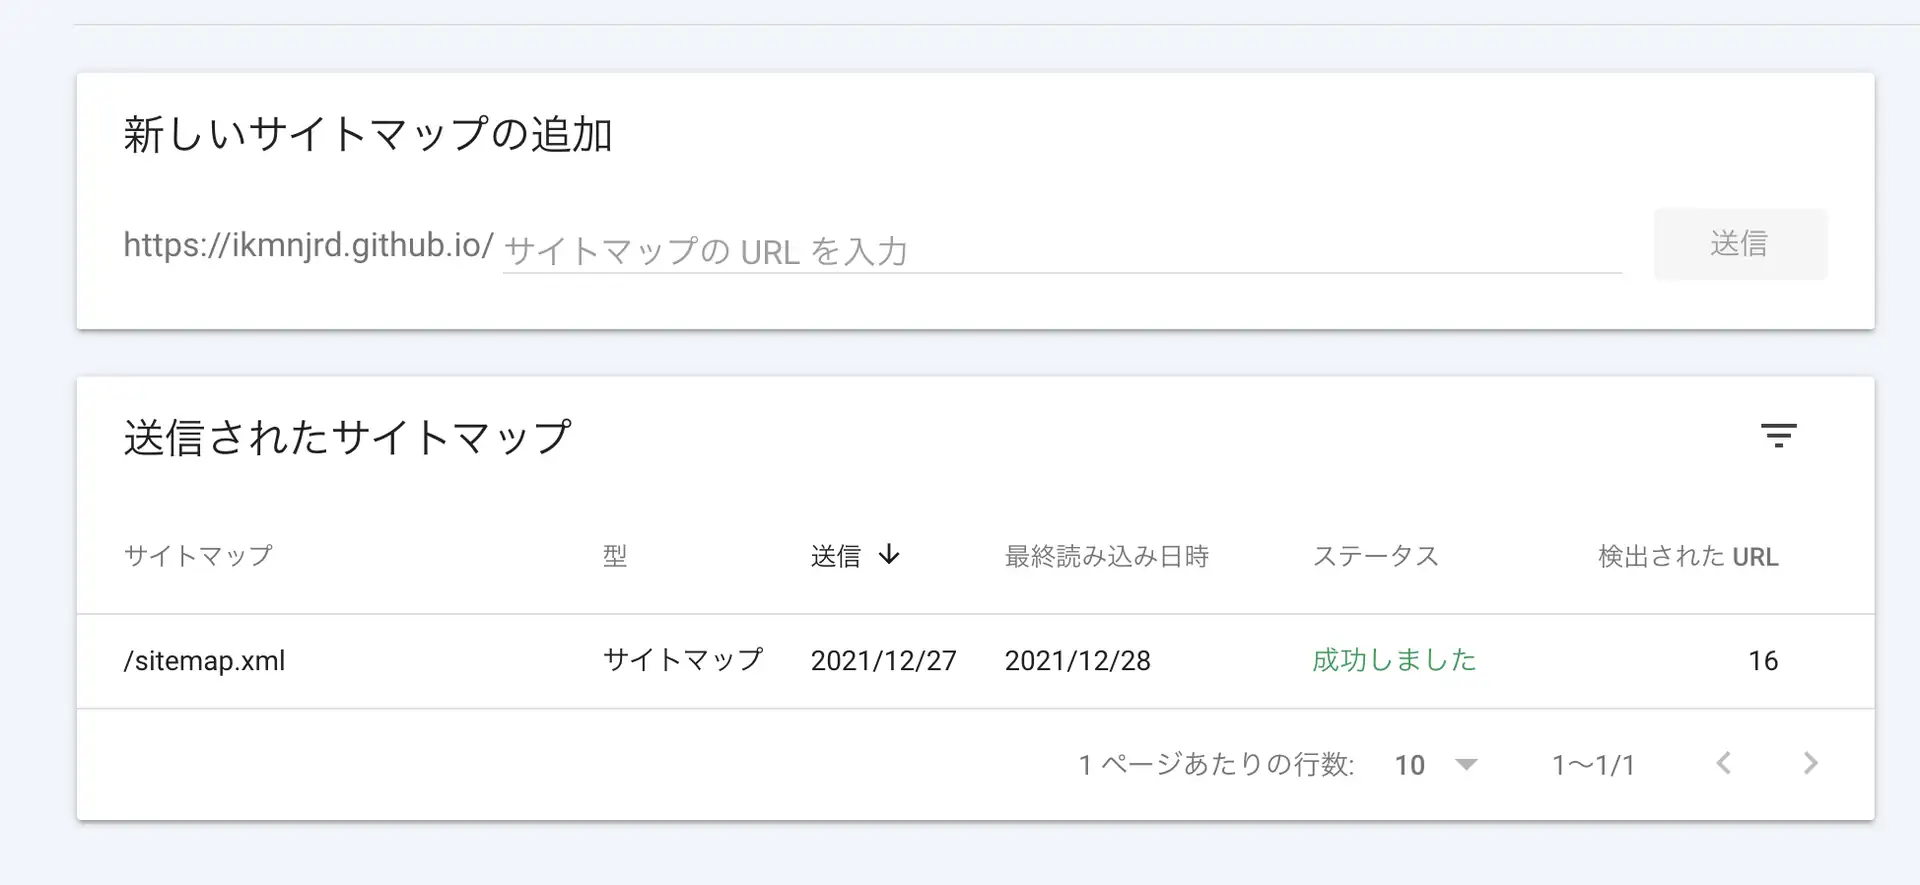 新しいサイトマップの追加
https://ikmnjrd.github.io/ サイトマップの URL を入力 送信
送信されたサイトマップ
サイトマップ 型 送信 最終読み込み日時 ステータス 検出された URL
/sitemap.xml サイトマップ 2021/12/27 2021/12/28 成功しました 16
1 ページあたりの行数: 10 1～1/1